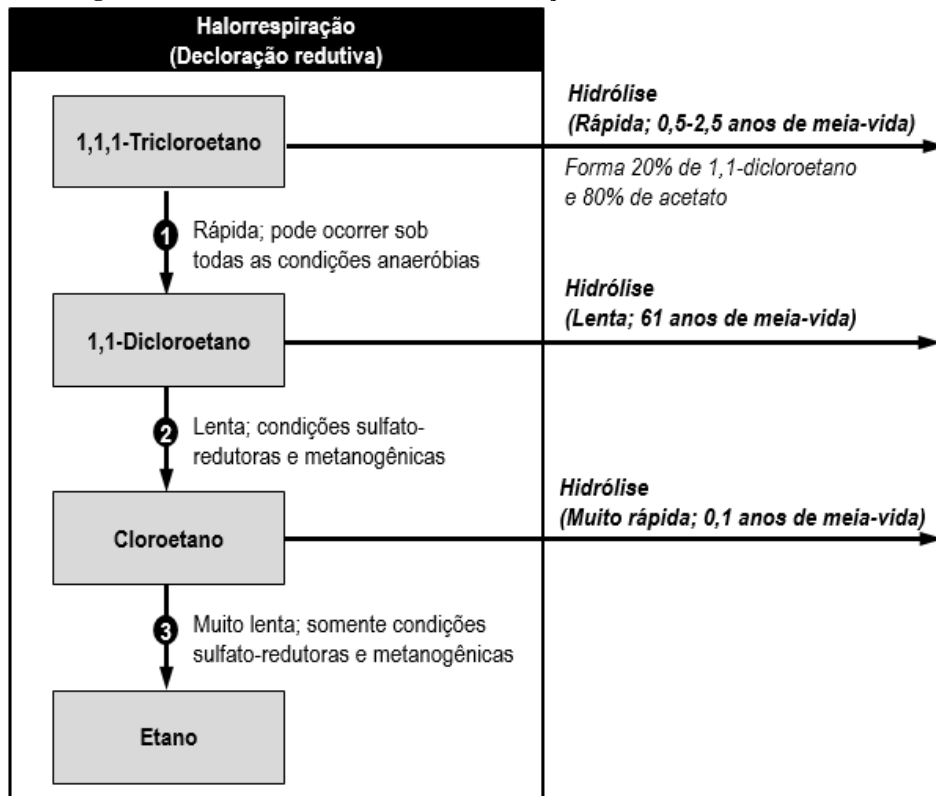 Halorrespiração
(Decloração redutiva)
1,1,1-Tricloroetano
Hidrólise
(Rápida; 0,5-2,5 anos de meia-vida)
Forma 20% de 1,1-dicloroetano
e 80% de acetato
1
Rápida; pode ocorrer sob
todas as condições anaeróbias
1,1-Dicloroetano
Hidrólise
(Lenta; 61 anos de meia-vida)
2
Lenta; condições sulfato-
redutoras e metanogênicas
Cloroetano
Hidrólise
(Muito rápida; 0,1 anos de meia-vida)
3
Muito lenta; somente condições
sulfato-redutoras e metanogênicas
Etano